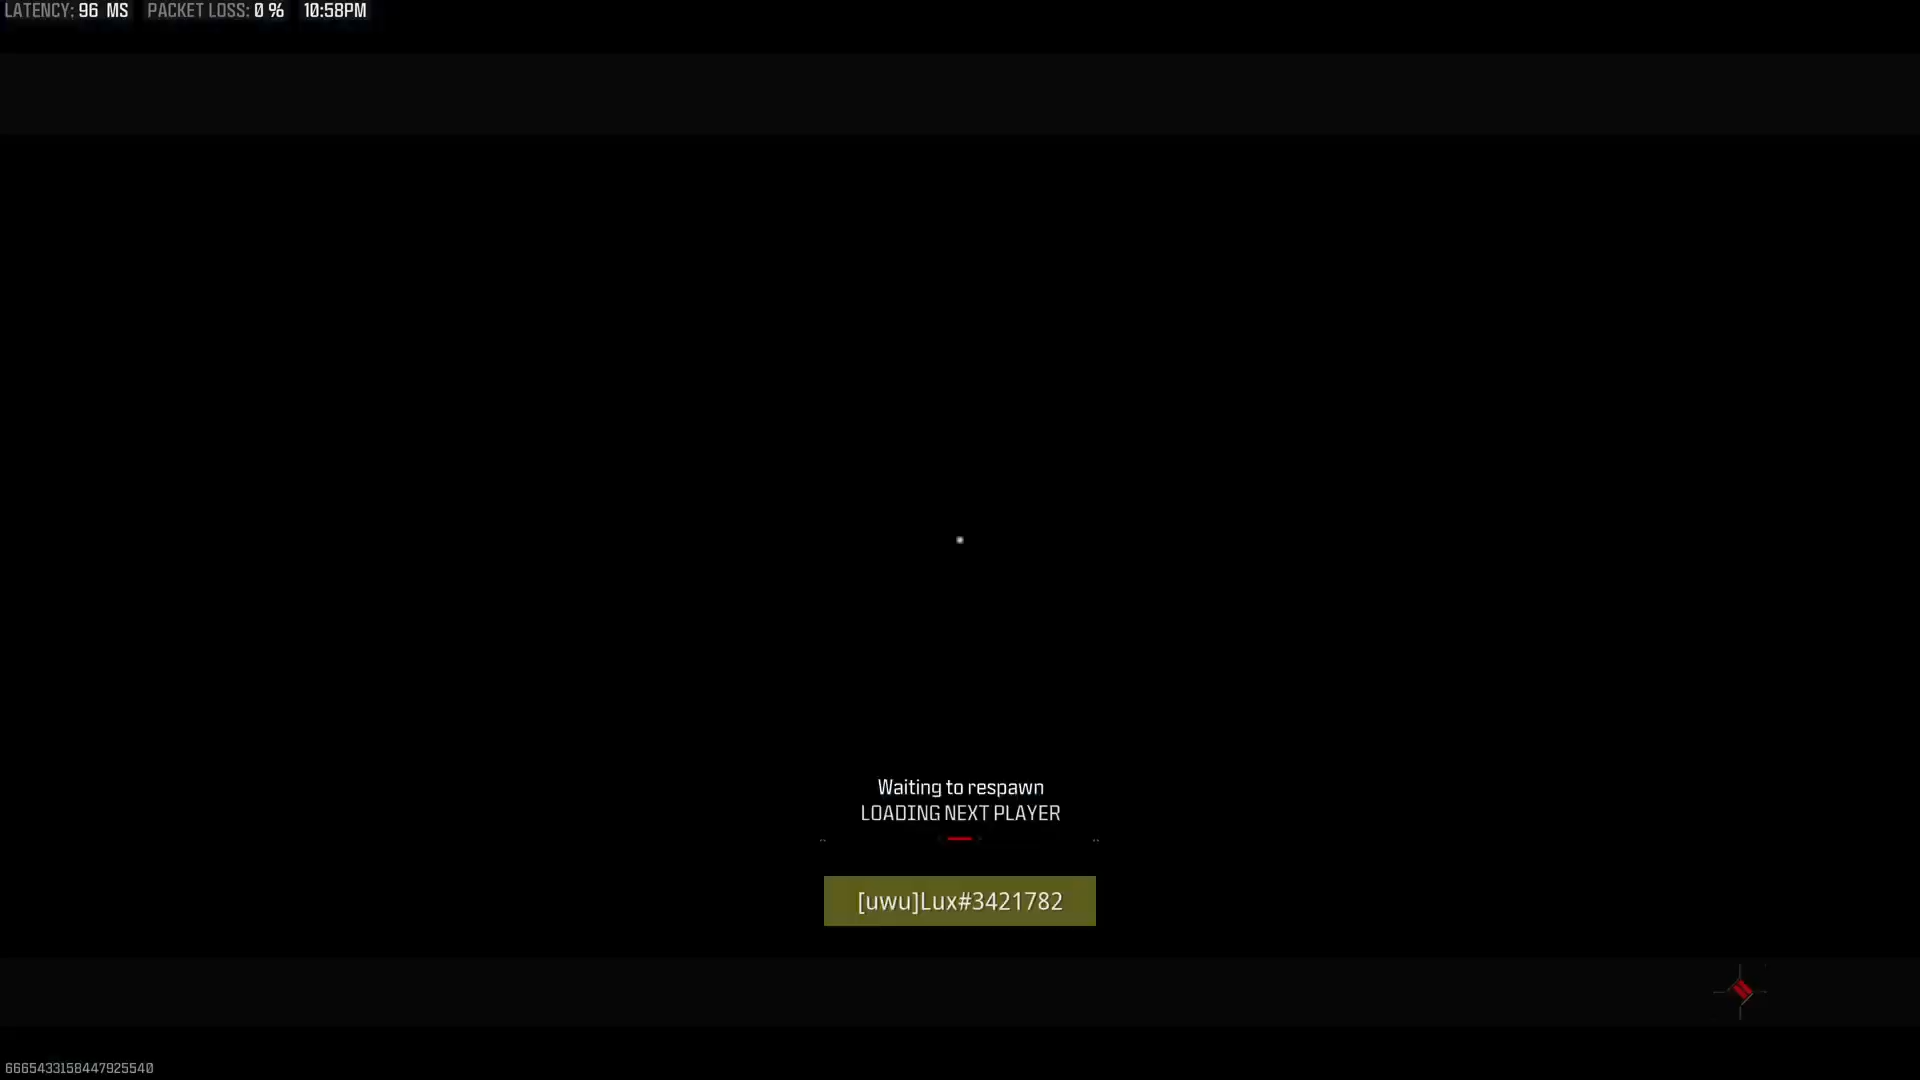 LATENCY: 96 MS PACKET LOSS: 0 % 10:58PM
Waiting to respawn
LOADING NEXT PLAYER
[uwu]Lux#3421782
6665433158447925540